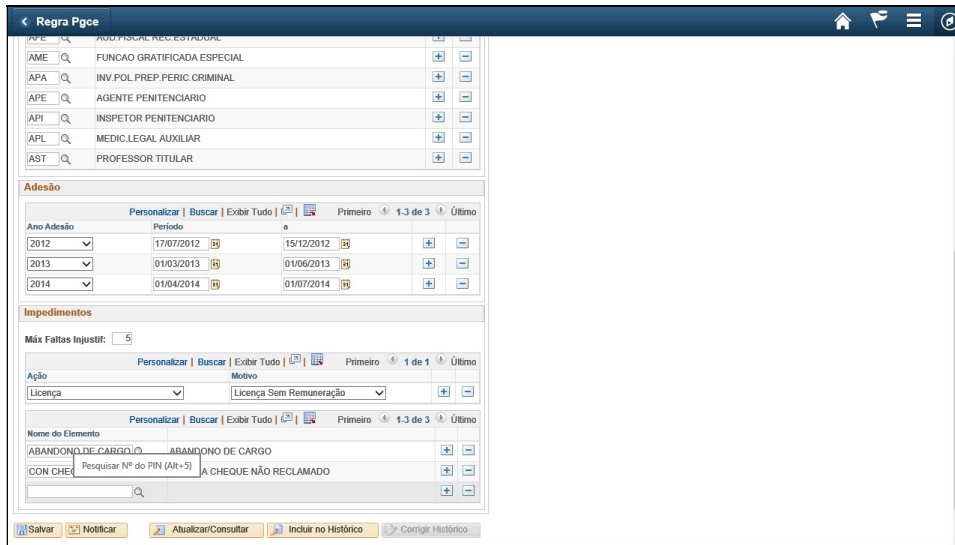 Regra Pgce
APE AUD.FISCAL REC.ESTADUAL
AME FUNCAO GRATIFICADA ESPECIAL
APA INV.POL.PREP.PERIC.CRIMINAL
APE AGENTE PENITENCIARIO
API INSPETOR PENITENCIARIO
APL MEDIC.LEGAL AUXILIAR
AST PROFESSOR TITULAR
Adesão
Personalizar | Buscar | Exibir Tudo | | Primeiro 1-3 de 3 Último
Ano Adesão Período a
2012 17/07/2012 15/12/2012
2013 01/03/2013 01/06/2013
2014 01/04/2014 01/07/2014
Impedimentos
Máx Faltas Injustif: 5
Personalizar | Buscar | Exibir Tudo | | Primeiro 1 de 1 Último
Ação Motivo
Licença Licença Sem Remuneração
Personalizar | Buscar | Exibir Tudo | | Primeiro 1-3 de 3 Último
Nome do Elemento
ABANDONO DE CARGO ABANDONO DE CARGO
CON CHEQ A CHEQUE NÃO RECLAMADO
Pesquisar Nº do PIN (Alt+5)
Salvar Notificar Atualizar/Consultar Incluir no Histórico Corrigir Histórico